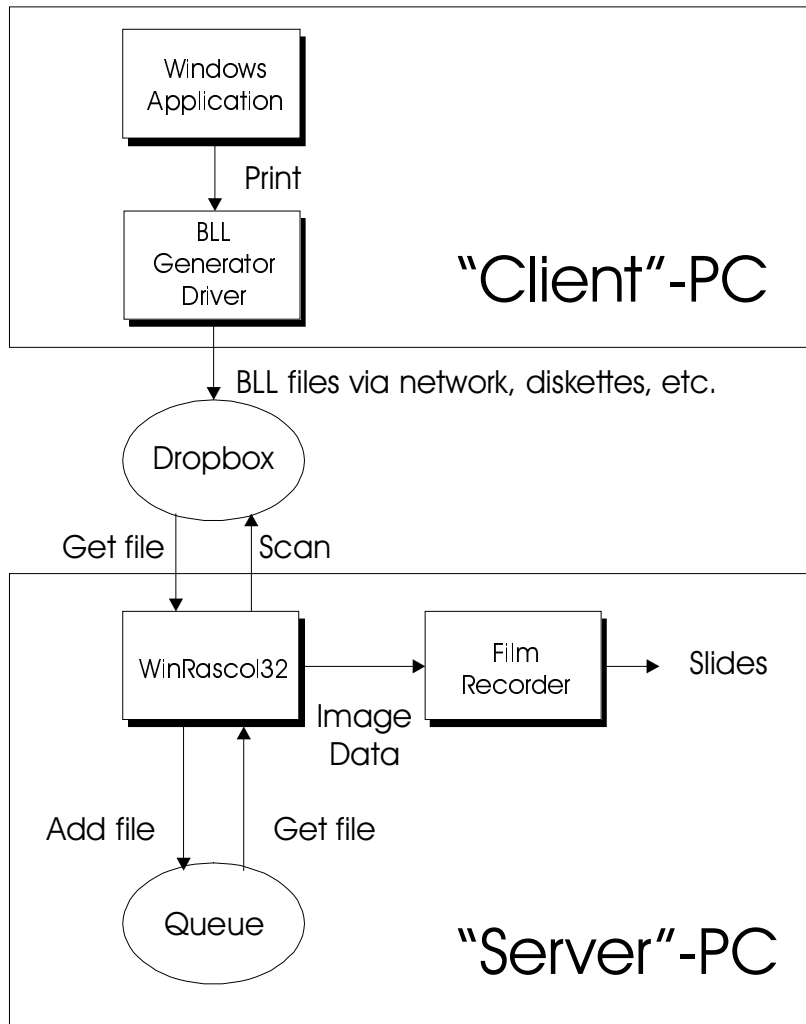 Windows
Application
Print
BLL
Generator
Driver
“Client”-PC
BLL files via network, diskettes, etc.
Dropbox
Get file
Scan
WinRascol32
Film
Recorder
Slides
Image
Data
Add file
Get file
Queue
“Server”-PC